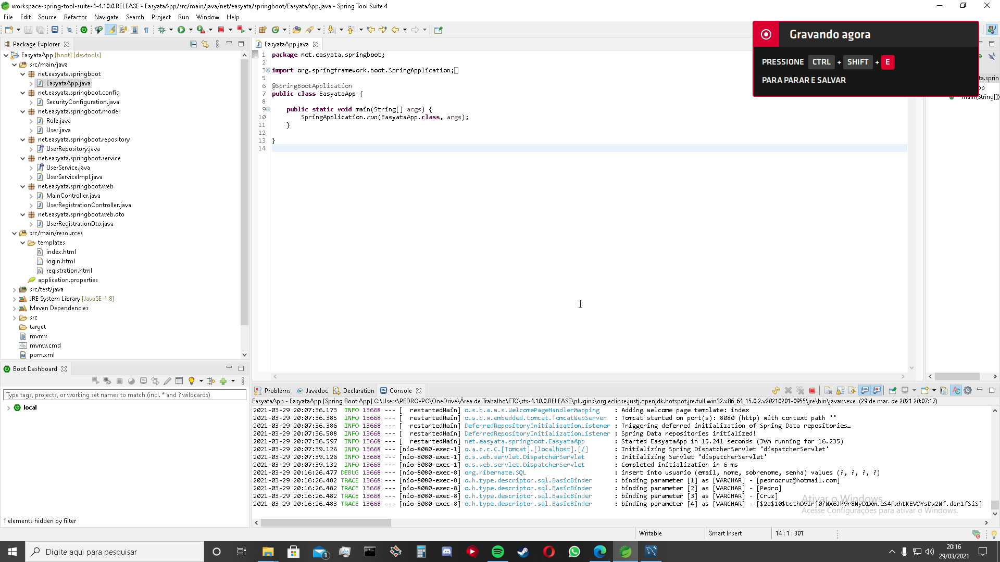 workspace-spring-tool-suite-4-4.10.0.RELEASE - EasyataApp/src/main/java/net/easyata/springboot/EasyataApp.java - Spring Tool Suite 4
File Edit Source Refactor Navigate Search Project Run Window Help
Gravando agora
PRESSIONE CTRL + SHIFT + E
PARA PARAR E SALVAR
Package Explorer
EasyataApp [boot] [devtools]
src/main/java
net.easyata.springboot
EasyataApp.java
net.easyata.springboot.config
SecurityConfiguration.java
net.easyata.springboot.model
Role.java
User.java
net.easyata.springboot.repository
UserRepository.java
net.easyata.springboot.service
UserService.java
UserServiceImpl.java
net.easyata.springboot.web
MainController.java
UserRegistrationController.java
net.easyata.springboot.web.dto
UserRegistrationDto.java
src/main/resources
templates
index.html
login.html
registration.html
application.properties
src/test/java
JRE System Library [JavaSE-1.8]
Maven Dependencies
src
target
mvnw
mvnw.cmd
pom.xml
EasyataApp.java
1 package net.easyata.springboot;
2
3 import org.springframework.boot.SpringApplication;
5
6 @SpringBootApplication
7 public class EasyataApp {
8
9 public static void main(String[] args) {
10 SpringApplication.run(EasyataApp.class, args);
11 }
12
13 }
14
ta.sprin
pp
main(String[])
Boot Dashboard
Type tags, projects, or working set names to match (incl. * and ? wildcards)
local
1 elements hidden by filter
Problems @ Javadoc Declaration Console
EasyataApp - EasyataApp [Spring Boot App] C:\Users\PEDRO-PC\OneDrive\Área de Trabalho\FTC\sts-4.10.0.RELEASE\plugins\org.eclipse.justj.openjdk.hotspot.jre.full.win32.x86_64_15.0.2.v20210201-0955\jre\bin\javaw.exe (29 de mar. de 2021 20:07:17)
2021-03-29 20:07:36.173 INFO 13668 --- [ restartedMain] o.s.b.a.w.s.WelcomePageHandlerMapping : Adding welcome page template: index
2021-03-29 20:07:36.385 INFO 13668 --- [ restartedMain] o.s.b.w.embedded.tomcat.TomcatWebServer : Tomcat started on port(s): 8080 (http) with context path ''
2021-03-29 20:07:36.386 INFO 13668 --- [ restartedMain] DeferredRepositoryInitializationListener : Triggering deferred initialization of Spring Data repositories…
2021-03-29 20:07:36.588 INFO 13668 --- [ restartedMain] DeferredRepositoryInitializationListener : Spring Data repositories initialized!
2021-03-29 20:07:36.597 INFO 13668 --- [ restartedMain] net.easyata.springboot.EasyataApp : Started EasyataApp in 15.241 seconds (JVM running for 16.235)
2021-03-29 20:07:39.126 INFO 13668 --- [nio-8080-exec-1] o.a.c.c.C.[Tomcat].[localhost].[/] : Initializing Spring DispatcherServlet 'dispatcherServlet'
2021-03-29 20:07:39.126 INFO 13668 --- [nio-8080-exec-1] o.s.web.servlet.DispatcherServlet : Initializing Servlet 'dispatcherServlet'
2021-03-29 20:07:39.132 INFO 13668 --- [nio-8080-exec-1] o.s.web.servlet.DispatcherServlet : Completed initialization in 6 ms
2021-03-29 20:16:26.477 DEBUG 13668 --- [nio-8080-exec-8] org.hibernate.SQL : insert into usuario (email, nome, sobrenome, senha) values (?, ?, ?, ?)
2021-03-29 20:16:26.482 TRACE 13668 --- [nio-8080-exec-8] o.h.type.descriptor.sql.BasicBinder : binding parameter [1] as [VARCHAR] - [pedrocruz@hotmail.com]
2021-03-29 20:16:26.482 TRACE 13668 --- [nio-8080-exec-8] o.h.type.descriptor.sql.BasicBinder : binding parameter [2] as [VARCHAR] - [Pedro]
2021-03-29 20:16:26.482 TRACE 13668 --- [nio-8080-exec-8] o.h.type.descriptor.sql.BasicBinder : binding parameter [3] as [VARCHAR] - [Cruz]
2021-03-29 20:16:26.483 TRACE 13668 --- [nio-8080-exec-8] o.h.type.descriptor.sql.BasicBinder : binding parameter [4] as [VARCHAR] -
Ativar o Windows
Acesse Configurações para ativar o Windows.
Writable Smart Insert 14 : 1 : 301
Digite aqui para pesquisar
1
20:16
29/03/2021